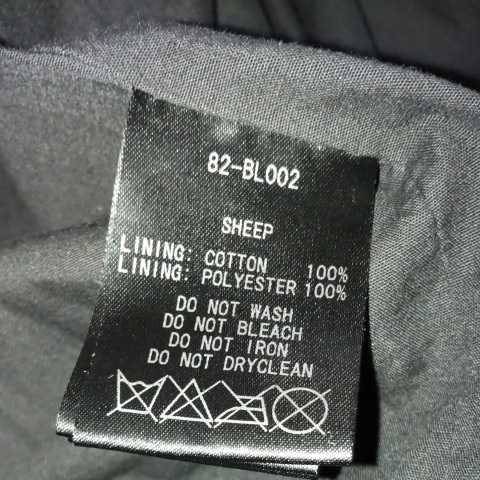 82-BL002
SHEEP
LINING: COTTON 100%
LINING: POLYESTER 100%
DO NOT WASH
DO NOT BLEACH
DO NOT IRON
DO NOT DRYCLEAN